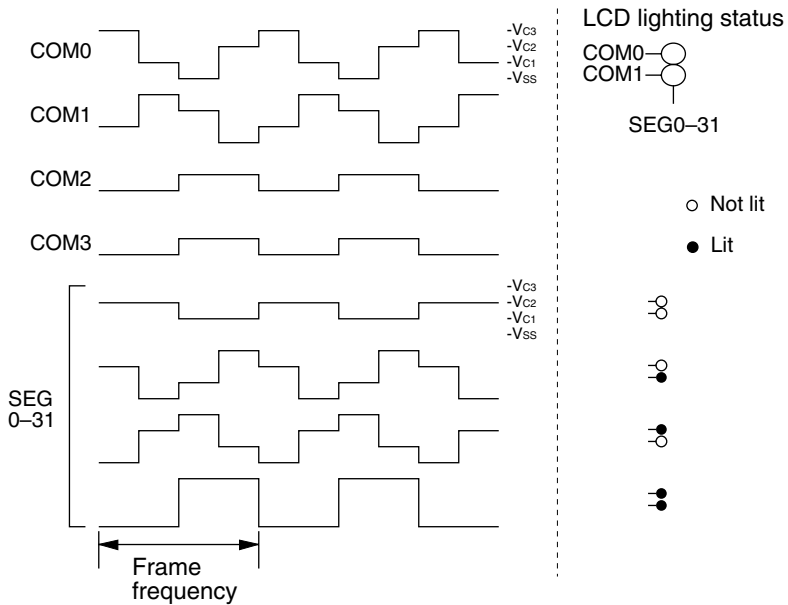 LCD lighting status
COM0
-VC3
-VC2
-VC1
-VSS
COM0
COM1
SEG0–31
COM1
COM2
Not lit
Lit
COM3
-VC3
-VC2
-VC1
-VSS
SEG
0–31
Frame
frequency